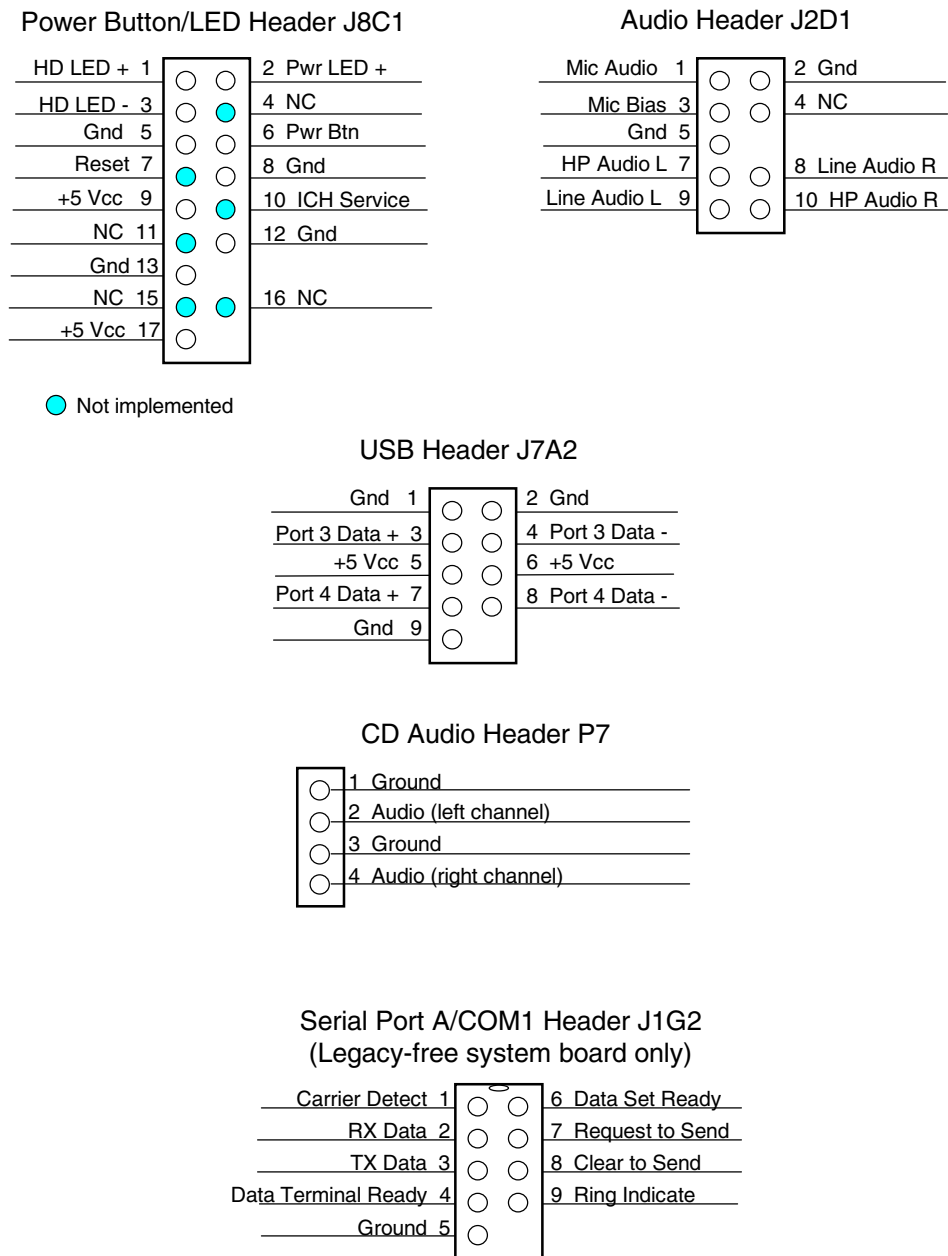 Power Button/LED Header J8C1
HD LED + 1
2 Pwr LED +
HD LED - 3
4 NC
Gnd 5
6 Pwr Btn
Reset 7
8 Gnd
+5 Vcc 9
10 ICH Service
NC 11
12 Gnd
Gnd 13
NC 15
16 NC
+5 Vcc 17
Not implemented
Audio Header J2D1
Mic Audio 1
2 Gnd
Mic Bias 3
4 NC
Gnd 5
HP Audio L 7
8 Line Audio R
Line Audio L 9
10 HP Audio R
USB Header J7A2
Gnd 1
2 Gnd
Port 3 Data + 3
4 Port 3 Data -
+5 Vcc 5
6 +5 Vcc
Port 4 Data + 7
8 Port 4 Data -
Gnd 9
CD Audio Header P7
1 Ground
2 Audio (left channel)
3 Ground
4 Audio (right channel)
Serial Port A/COM1 Header J1G2
(Legacy-free system board only)
Carrier Detect 1
6 Data Set Ready
RX Data 2
7 Request to Send
TX Data 3
8 Clear to Send
Data Terminal Ready 4
9 Ring Indicate
Ground 5